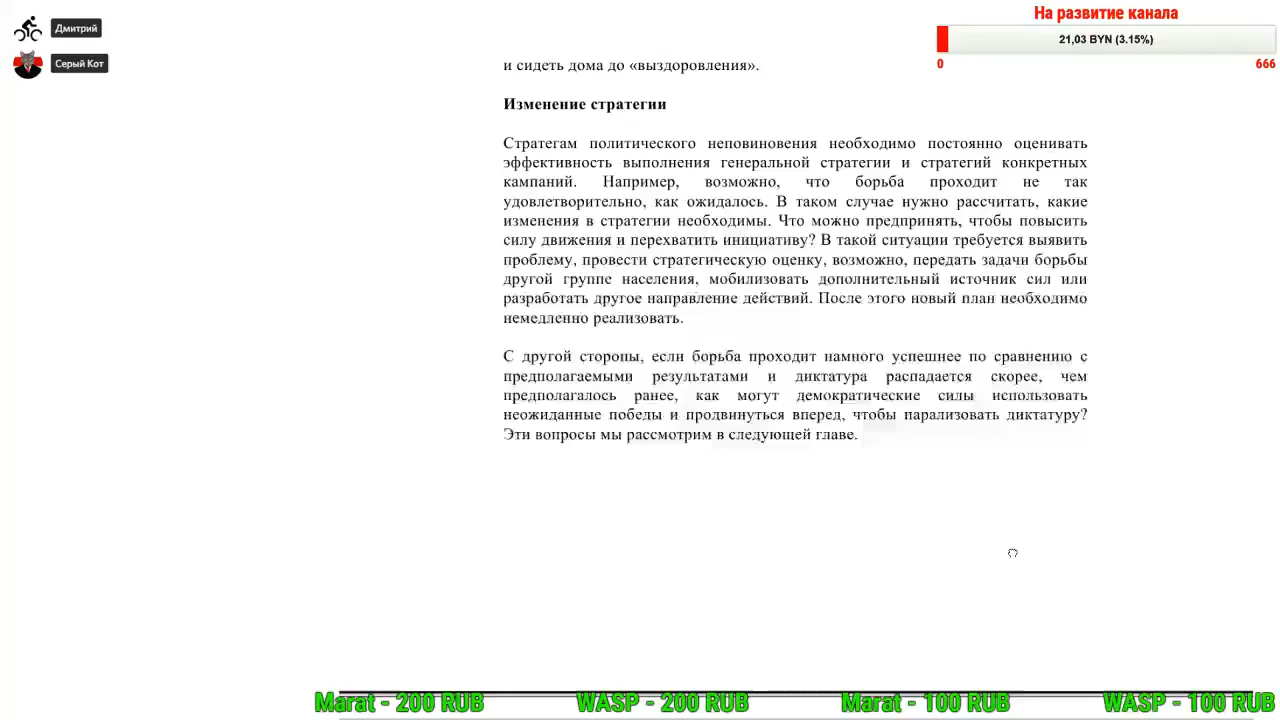 Дмитрий
Серый Кот
На развитие канала
21,03 BYN (3.15%)
0
666
и сидеть дома до «выздоровления».
Изменение стратегии
Стратегам политического неповиновения необходимо постоянно оценивать
эффективность выполнения генеральной стратегии и стратегий конкретных
кампаний. Например, возможно, что борьба проходит не так
удовлетворительно, как ожидалось. В таком случае нужно рассчитать, какие
изменения в стратегии необходимы. Что можно предпринять, чтобы повысить
силу движения и перехватить инициативу? В такой ситуации требуется выявить
проблему, провести стратегическую оценку, возможно, передать задачи борьбы
другой группе населения, мобилизовать дополнительный источник сил или
разработать другое направление действий. После этого новый план необходимо
немедленно реализовать.
С другой стороны, если борьба проходит намного успешнее по сравнению с
предполагаемыми результатами и диктатура распадается скорее, чем
предполагалось ранее, как могут демократические силы использовать
неожиданные победы и продвинуться вперед, чтобы парализовать диктатуру?
Эти вопросы мы рассмотрим в следующей главе.
Marat - 200 RUB WASP - 200 RUB Marat - 100 RUB WASP - 100 RUB